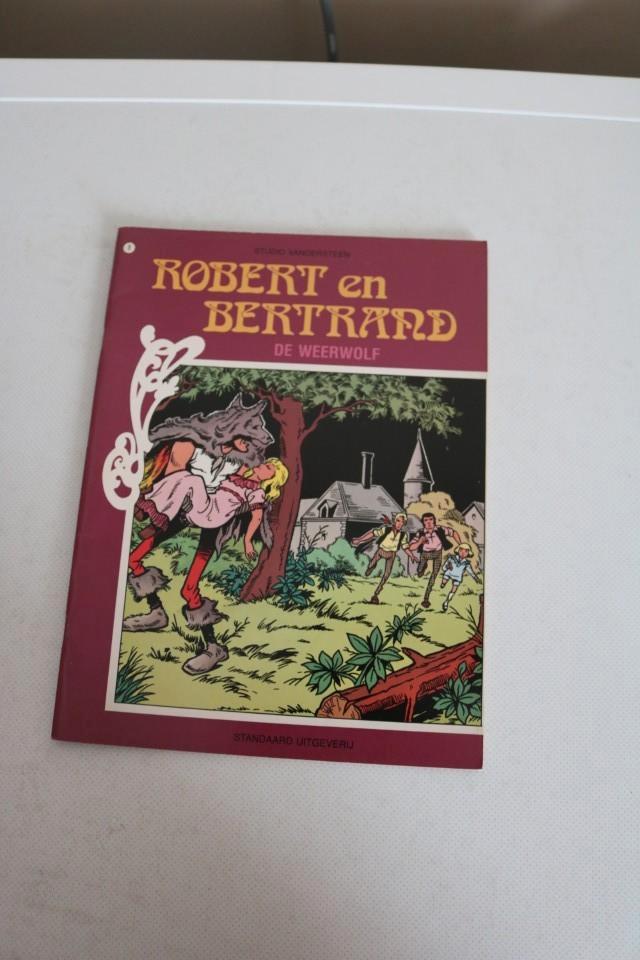 STUDIO VANDERSTEEN
ROBERT en
BERTRAND
DE WEERWOLF
STANDAARD UITGEVERIJ